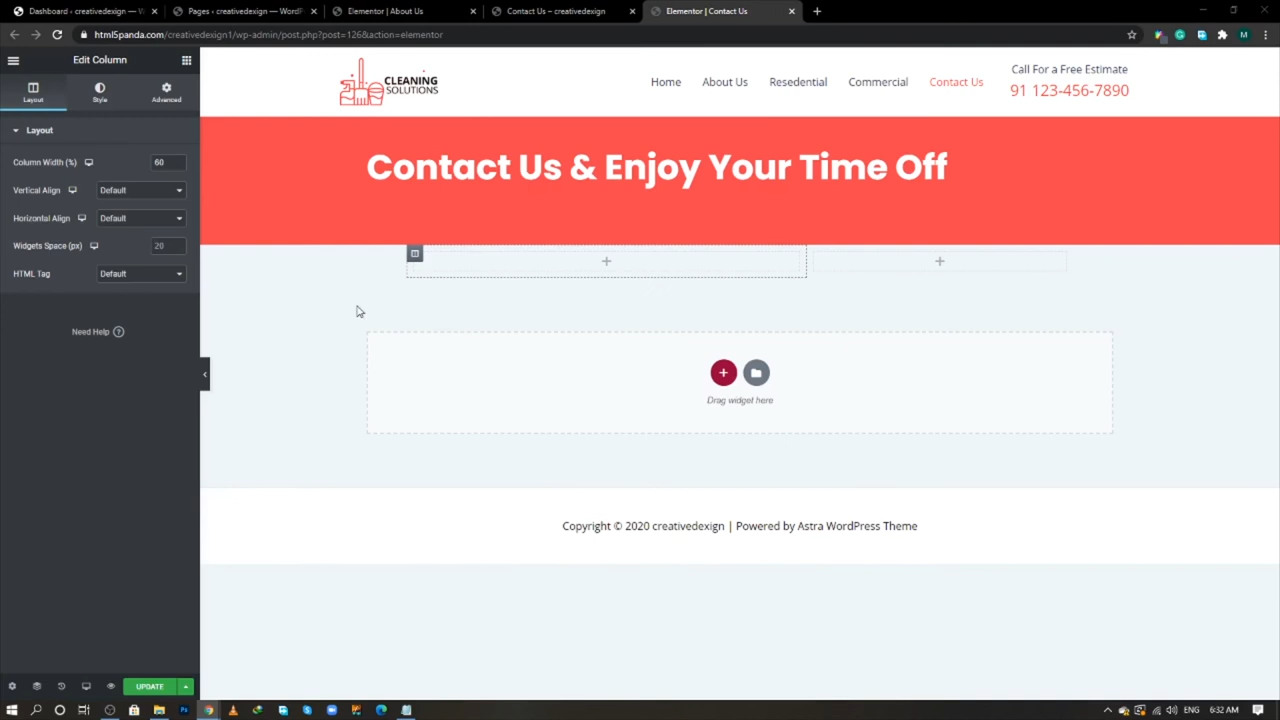 Dashboard ‹ creativedexign — W
Pages ‹ creativedexign — WordP
Elementor | About Us
Contact Us – creativedexign
Elementor | Contact Us
html5panda.com/creativedexign1/wp-admin/post.php?post=126&action=elementor
M
Edit Column
Layout
Style
Advanced
Layout
Column Width (%)
60
Vertical Align
Default
Horizontal Align
Default
Widgets Space (px)
20
HTML Tag
Default
Need Help ?
UPDATE
CLEANING
SOLUTIONS
Home
About Us
Resedential
Commercial
Contact Us
Call For a Free Estimate
91 123-456-7890
Contact Us & Enjoy Your Time Off
Drag widget here
Copyright © 2020 creativedexign | Powered by Astra WordPress Theme
ENG
6:32 AM